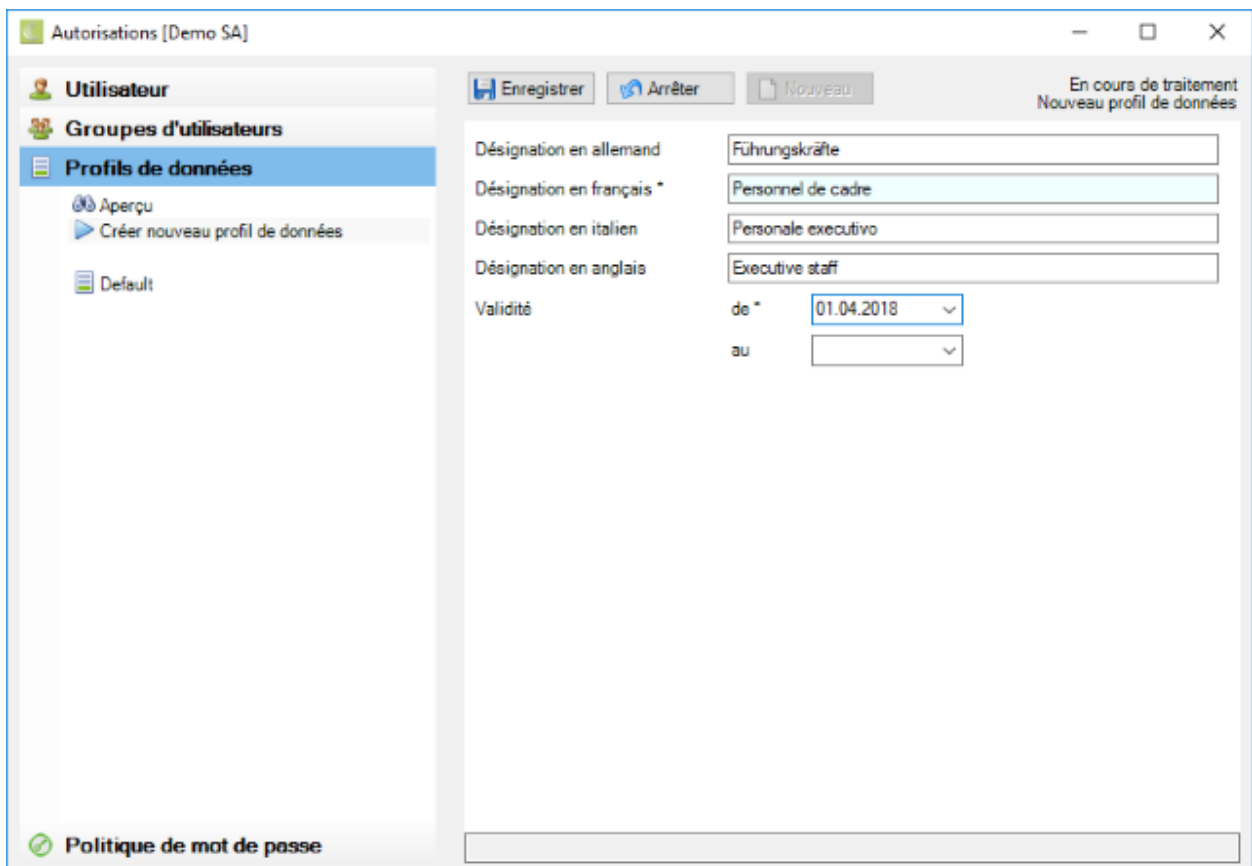 Autorisations [Demo SA]
Utilisateur
Groupes d'utilisateurs
Profils de données
Aperçu
Créer nouveau profil de données
Default
Politique de mot de passe
Enregistrer Arrêter Nouveau
En cours de traitement
Nouveau profil de données
Désignation en allemand Führungskräfte
Désignation en français * Personnel de cadre
Désignation en italien Personale executivo
Désignation en anglais Executive staff
Validité de * 01.04.2018
au